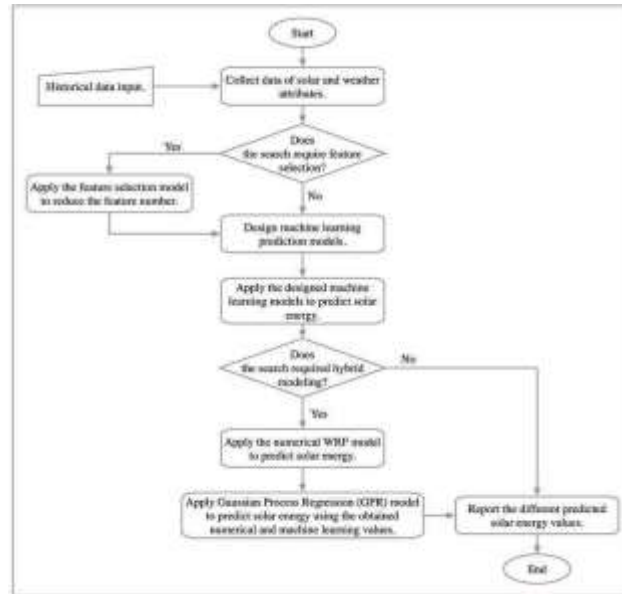 Start
Historical data input.
Collect data of solar and weather
attributes.
Does
the search require feature
selection?
Yes
Apply the feature selection model
to reduce the feature number.
No
Design machine learning
prediction models.
Apply the designed machine
learning models to predict solar
energy.
Does
the search required hybrid
modeling?
No
Yes
Apply the numerical WRF model
to predict solar energy.
Apply Gaussian Process Regression (GPR) model
to predict solar energy using the obtained
numerical and machine learning values.
Report the different predicted
solar energy values.
End